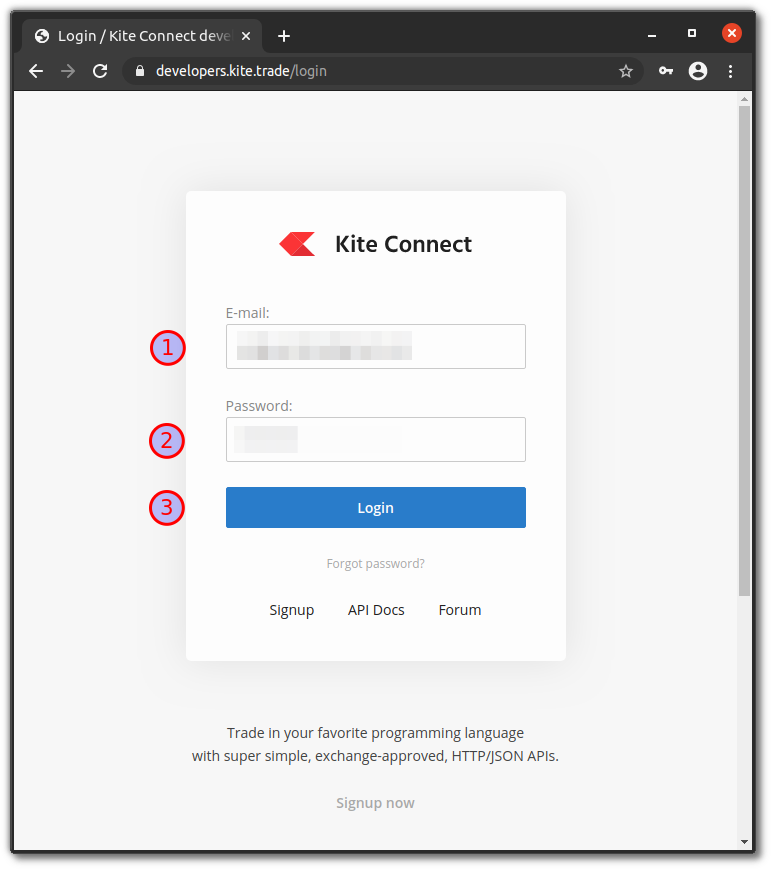 Login / Kite Connect deve
developers.kite.trade/login
Kite Connect
E-mail:
1
Password:
2
3
Login
Forgot password?
Signup API Docs Forum
Trade in your favorite programming language
with super simple, exchange-approved, HTTP/JSON APIs.
Signup now